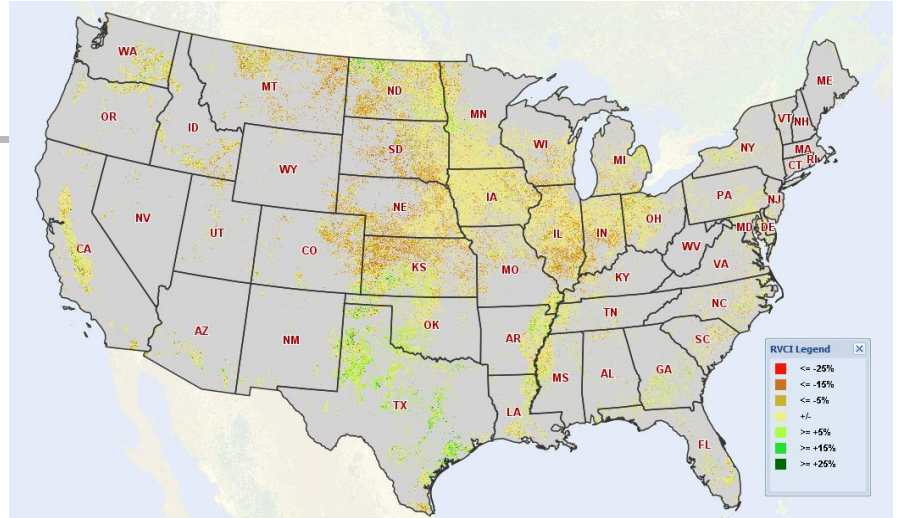 WA
MT
ND
MN
ME
OR
ID
SD
WI
MI
VT
NH
NY
MA
CT
RI
WY
IA
NE
PA
NJ
NV
UT
CO
IL
IN
OH
MD
DE
WV
CA
KS
MO
KY
VA
AZ
NM
OK
AR
TN
NC
SC
MS
AL
GA
TX
LA
FL
RVCI Legend
<= -25%
<= -15%
<= -5%
+/-
>= +5%
>= +15%
>= +25%